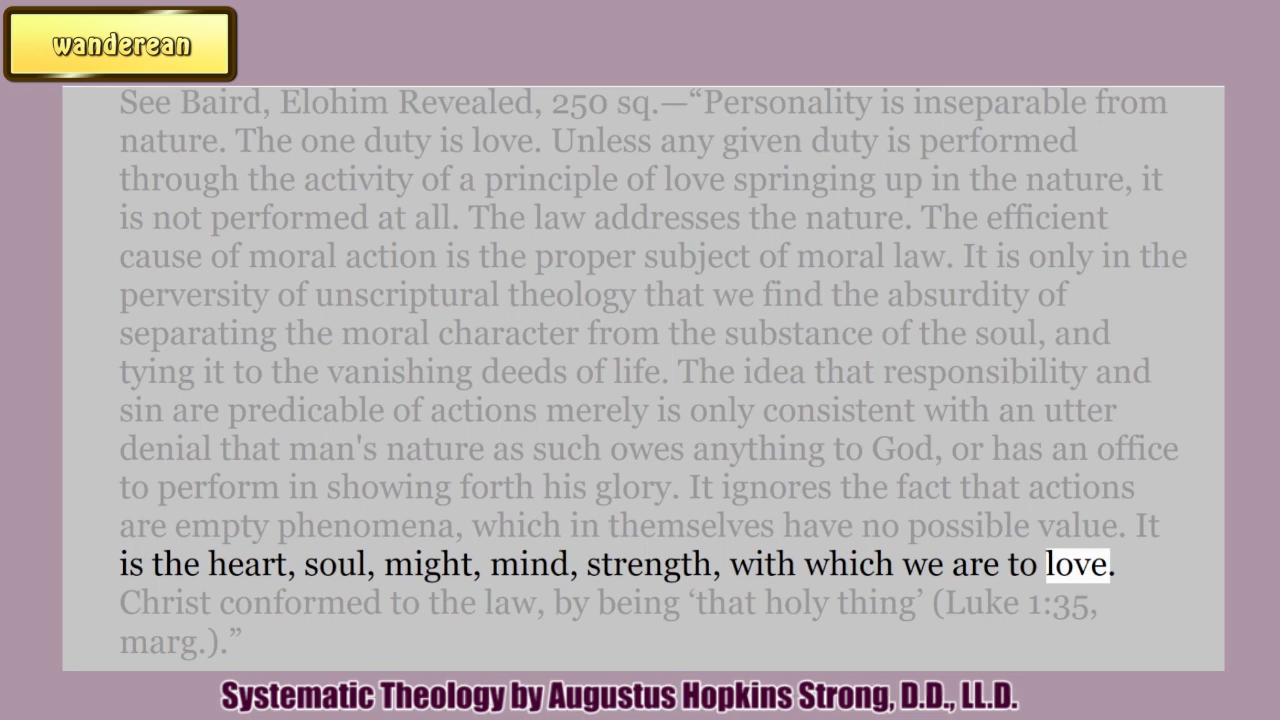 wanderean
See Baird, Elohim Revealed, 250 sq.—“Personality is inseparable from
nature. The one duty is love. Unless any given duty is performed
through the activity of a principle of love springing up in the nature, it
is not performed at all. The law addresses the nature. The efficient
cause of moral action is the proper subject of moral law. It is only in the
perversity of unscriptural theology that we find the absurdity of
separating the moral character from the substance of the soul, and
tying it to the vanishing deeds of life. The idea that responsibility and
sin are predicable of actions merely is only consistent with an utter
denial that man's nature as such owes anything to God, or has an office
to perform in showing forth his glory. It ignores the fact that actions
are empty phenomena, which in themselves have no possible value. It
is the heart, soul, might, mind, strength, with which we are to love.
Christ conformed to the law, by being ‘that holy thing’ (Luke 1:35,
marg.).”
Systematic Theology by Augustus Hopkins Strong, D.D., LL.D.